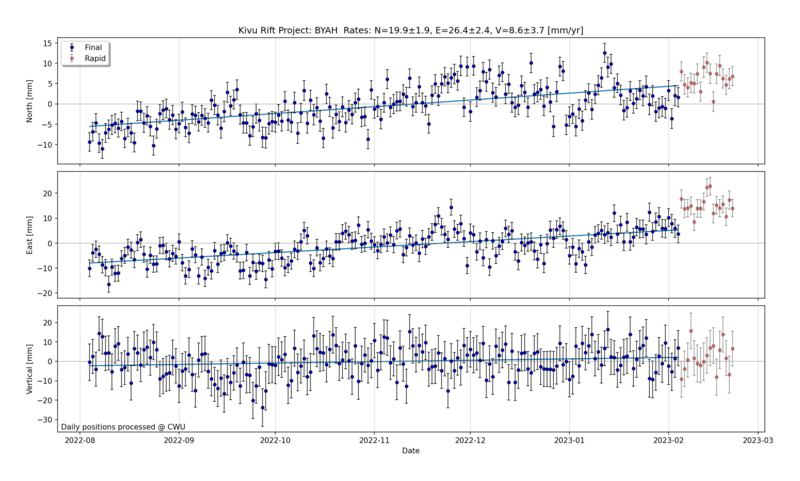 Kivu Rift Project: BYAH  Rates: N=19.9±1.9, E=26.4±2.4, V=8.6±3.7 [mm/yr]
Final
Rapid
North [mm]
15
10
5
0
−5
−10
East [mm]
20
10
0
−10
−20
Vertical [mm]
20
10
0
−10
−20
−30
Daily positions processed @ CWU
2022-08 2022-09 2022-10 2022-11 2022-12 2023-01 2023-02 2023-03
Date